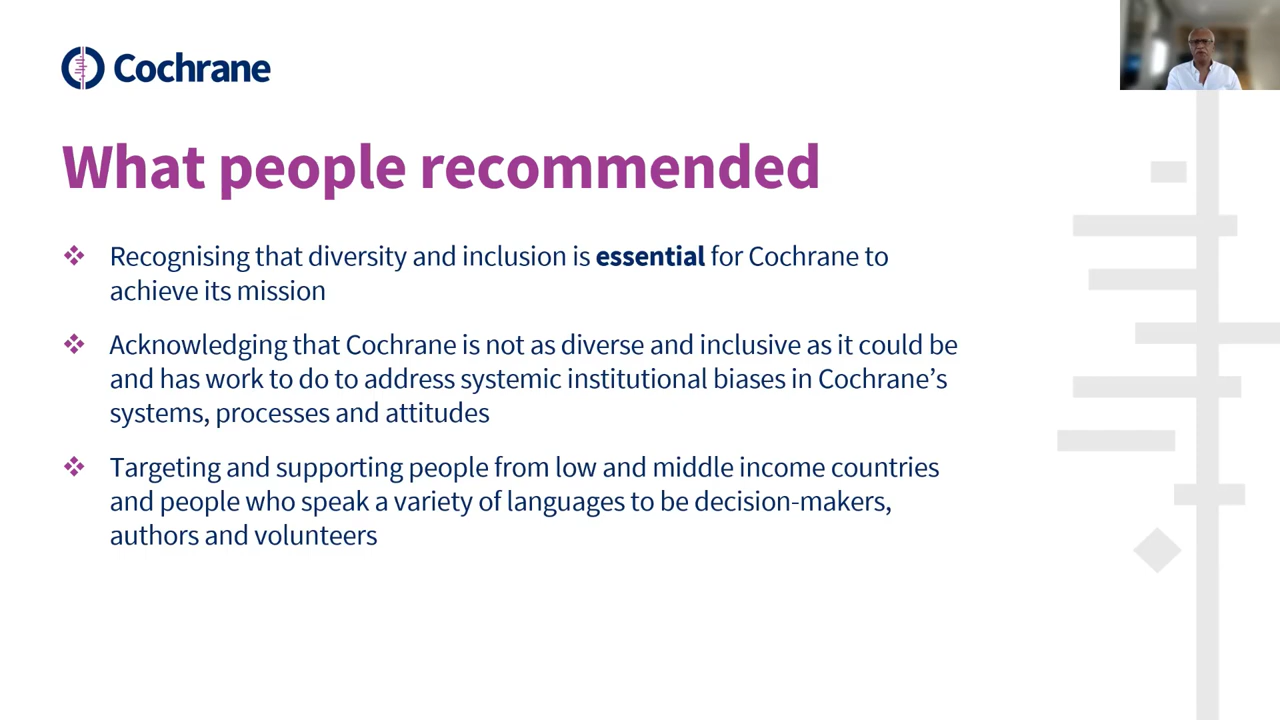 Cochrane
What people recommended
Recognising that diversity and inclusion is essential for Cochrane to
achieve its mission
Acknowledging that Cochrane is not as diverse and inclusive as it could be
and has work to do to address systemic institutional biases in Cochrane’s
systems, processes and attitudes
Targeting and supporting people from low and middle income countries
and people who speak a variety of languages to be decision-makers,
authors and volunteers